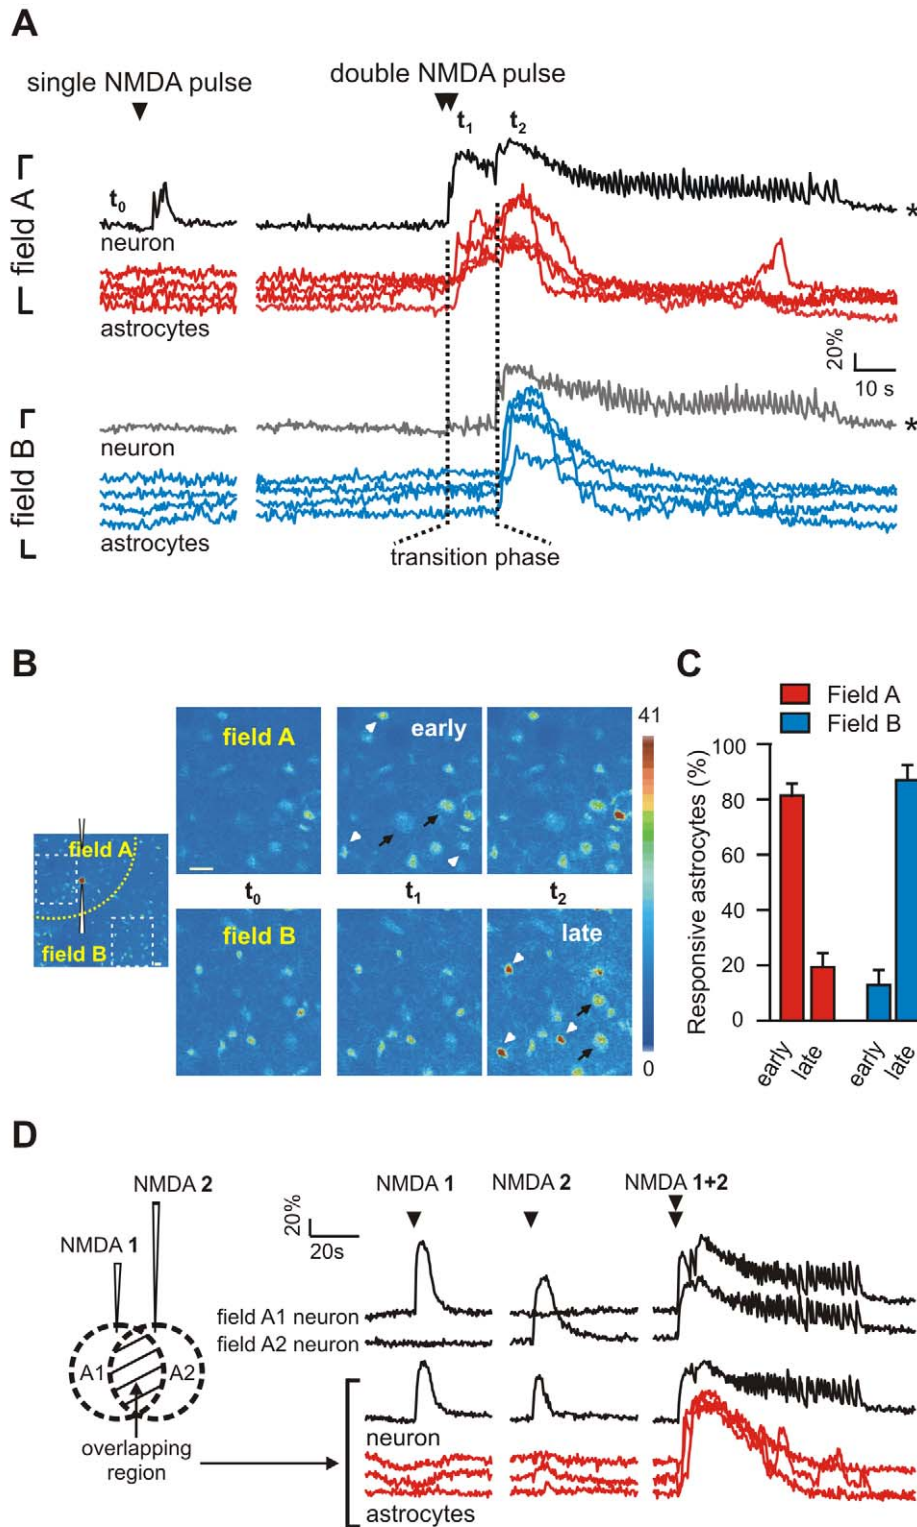 A
single NMDA pulse
double NMDA pulse
t1
t2
t0
field A
neuron
astrocytes
20%
10 s
*
field B
neuron
astrocytes
*
transition phase
B
field A
early
41
field A
field B
t0
t1
t2
field B
late
0
C
Field A
Field B
Responsive astrocytes (%)
100
80
60
40
20
0
early
late
early
late
D
NMDA 2
NMDA 1
A1
A2
overlapping
region
20%
20s
NMDA 1
NMDA 2
NMDA 1+2
field A1 neuron
field A2 neuron
neuron
astrocytes